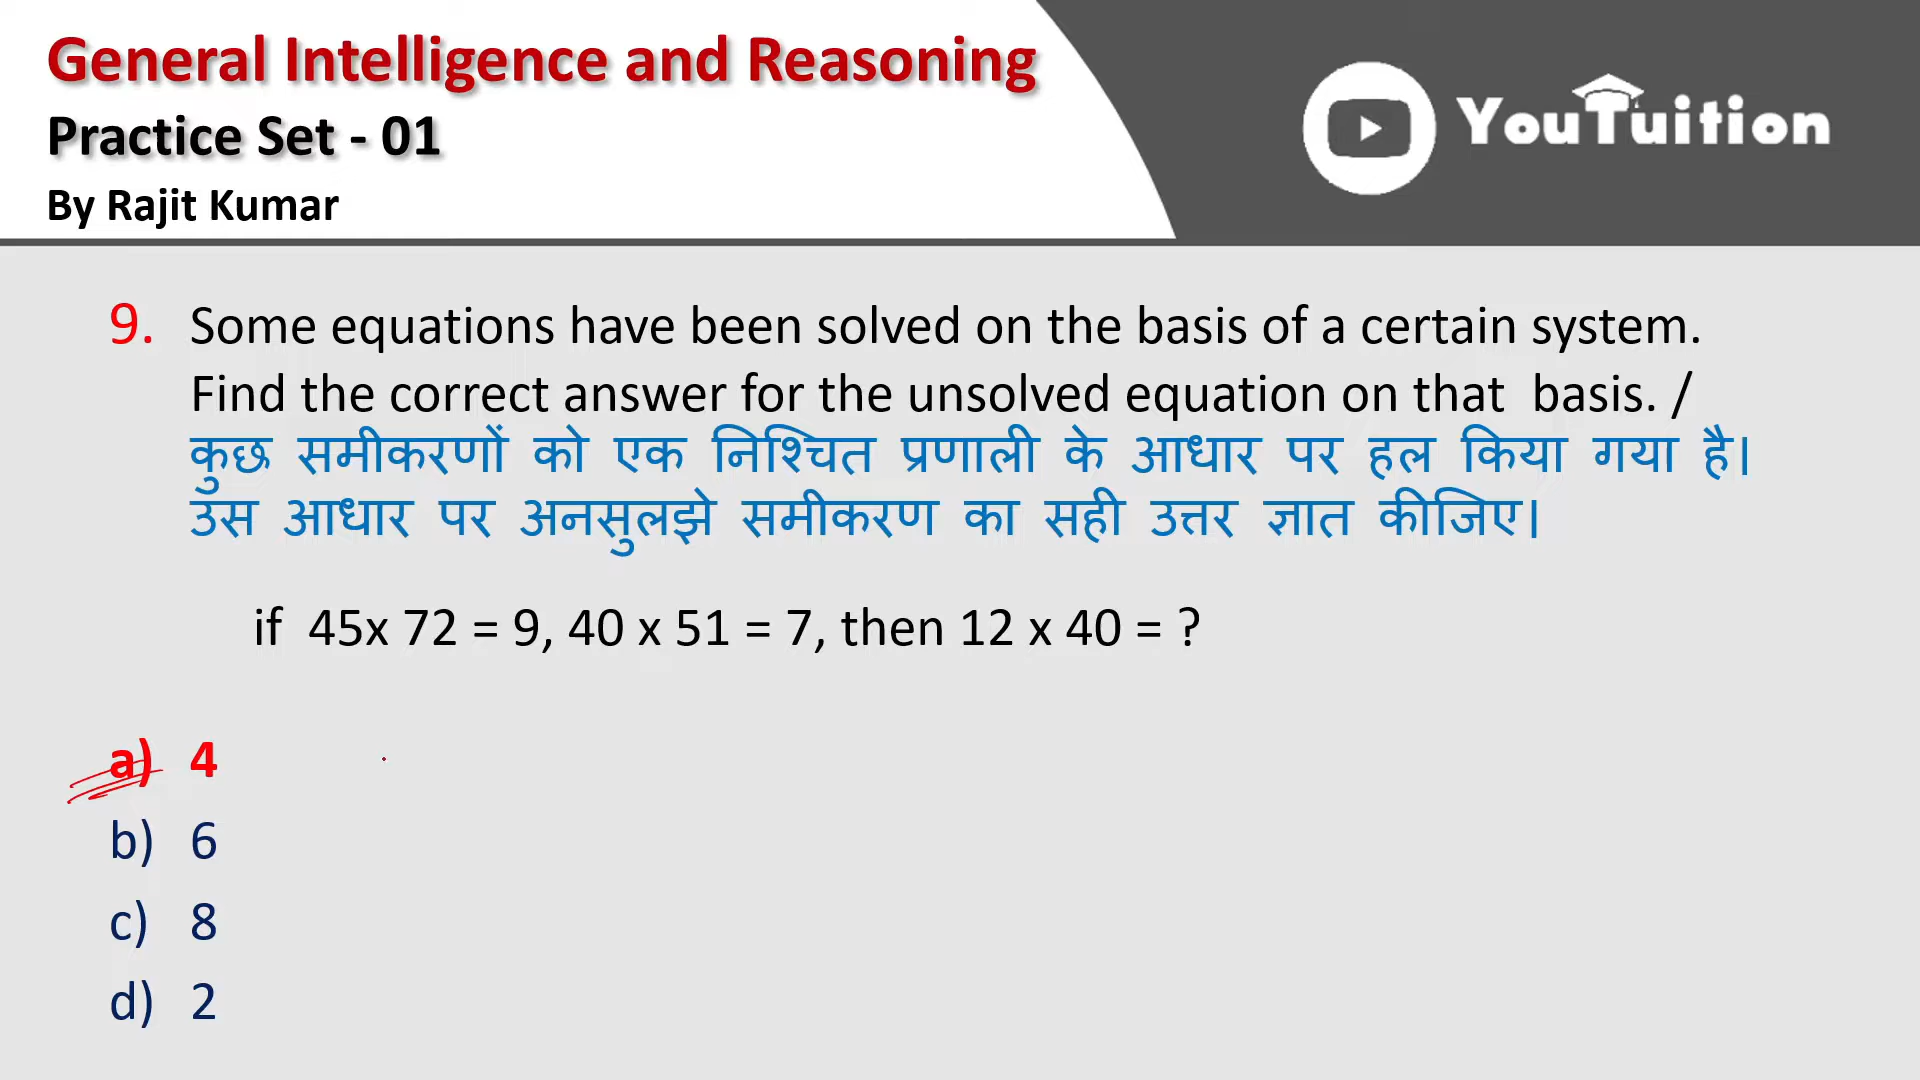 General Intelligence and Reasoning
Practice Set - 01
By Rajit Kumar
YouTuition
9. Some equations have been solved on the basis of a certain system.
Find the correct answer for the unsolved equation on that basis. /
कुछ समीकरणों को एक निश्चित प्रणाली के आधार पर हल किया गया है।
उस आधार पर अनसुलझे समीकरण का सही उत्तर ज्ञात कीजिए।
if 45x 72 = 9, 40 x 51 = 7, then 12 x 40 = ?
a) 4
b) 6
c) 8
d) 2